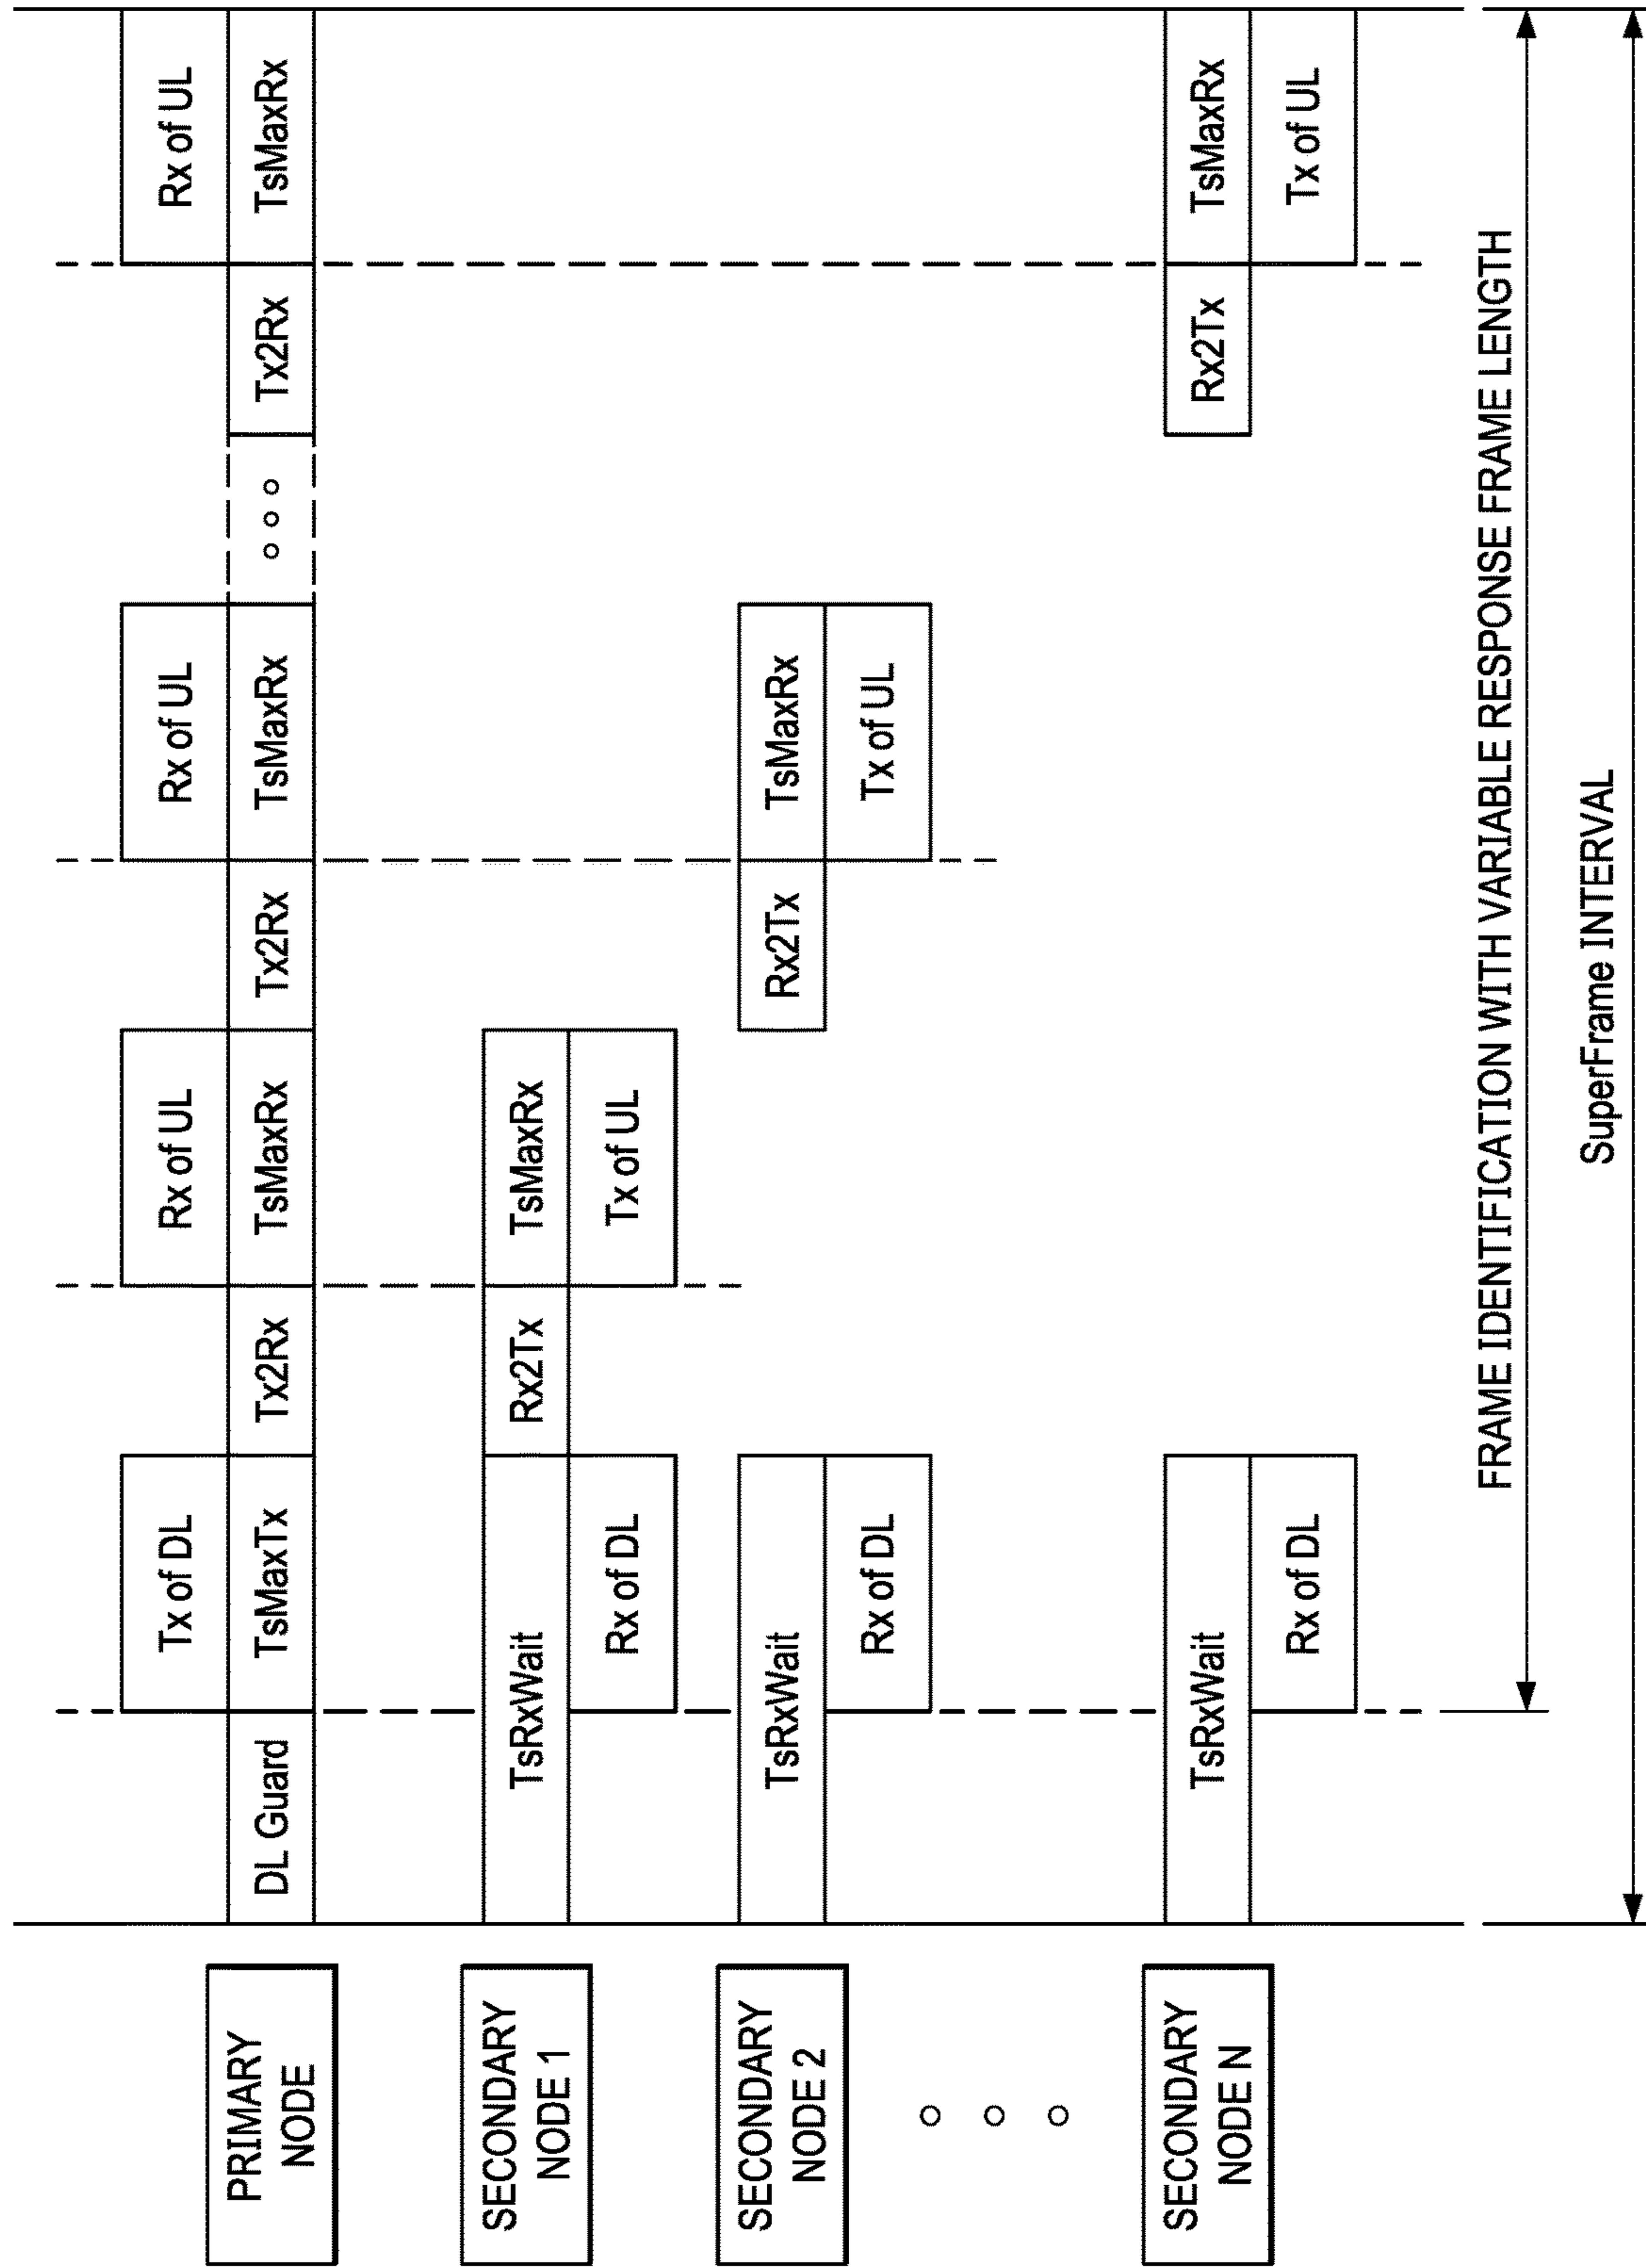 PRIMARY
NODE
Tx of DL
Rx of UL
Rx of UL
Rx of UL
DL Guard
TsMaxTx
Tx2Rx
TsMaxRx
Tx2Rx
TsMaxRx
Tx2Rx
TsMaxRx
SECONDARY
NODE 1
TsRxWait
Rx2Tx
TsMaxRx
Rx of DL
Tx of UL
SECONDARY
NODE 2
TsRxWait
Rx2Tx
TsMaxRx
Rx of DL
Tx of UL
SECONDARY
NODE N
TsRxWait
Rx2Tx
TsMaxRx
Rx of DL
Tx of UL
FRAME IDENTIFICATION WITH VARIABLE RESPONSE FRAME LENGTH
SuperFrame INTERVAL